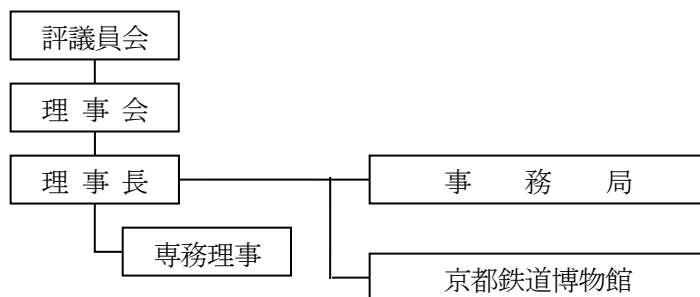 評議員会
理事会
理事長
事務局
専務理事
京都鉄道博物館